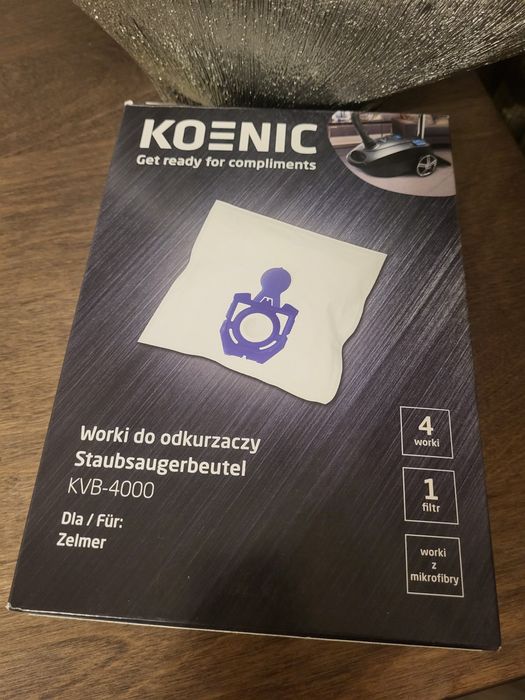 KOENIC
Get ready for compliments
Worki do odkurzaczy
Staubsaugerbeutel
KVB-4000
Dla / Für:
Zelmer
4
worki
1
filtr
worki
z
mikrofibry